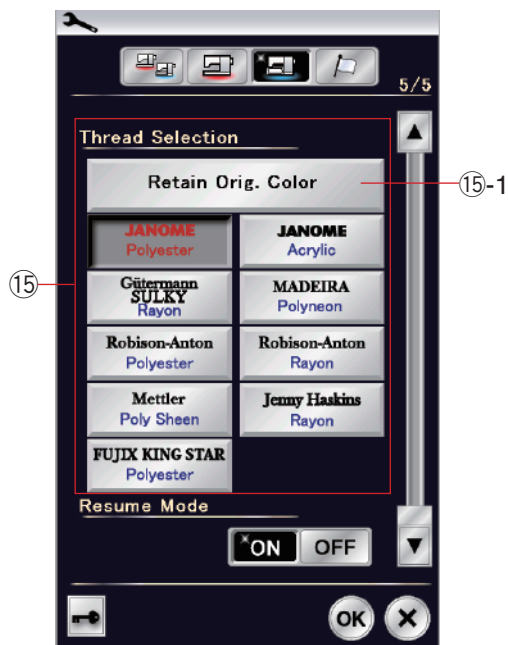 5/5
Thread Selection
Retain Orig. Color
⑮-1
JANOME
Polyester
JANOME
Acrylic
⑮
Gütermann
SULKY
Rayon
MADEIRA
Polyneon
Robison-Anton
Polyester
Robison-Anton
Rayon
Mettler
Poly Sheen
Jenny Haskins
Rayon
FUJIX KING STAR
Polyester
Resume Mode
ON OFF
OK